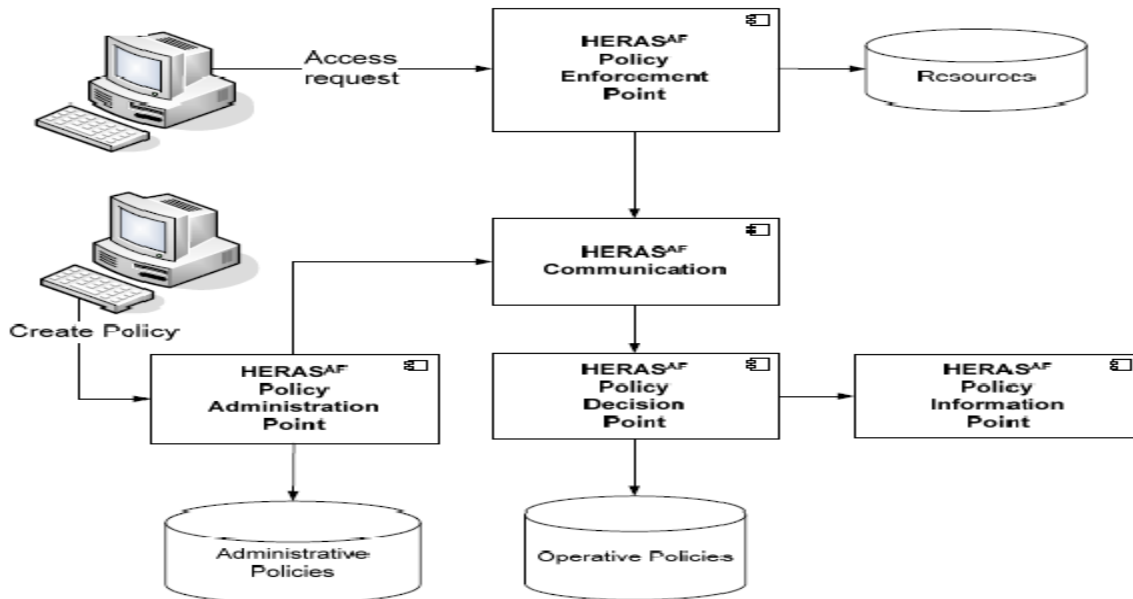 Access
request
HERASAF
Policy
Enforcement
Point
Resources
HERASAF
Communication
Create Policy
HERASAF
Policy
Administration
Point
HERASAF
Policy
Decision
Point
HERASAF
Policy
Information
Point
Administrative
Policies
Operative Policies